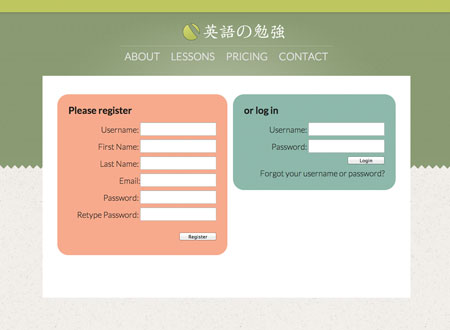 英語の勉強
ABOUT LESSONS PRICING CONTACT
Please register
Username:
First Name:
Last Name:
Email:
Password:
Retype Password:
Register
or log in
Username:
Password:
Login
Forgot your username or password?